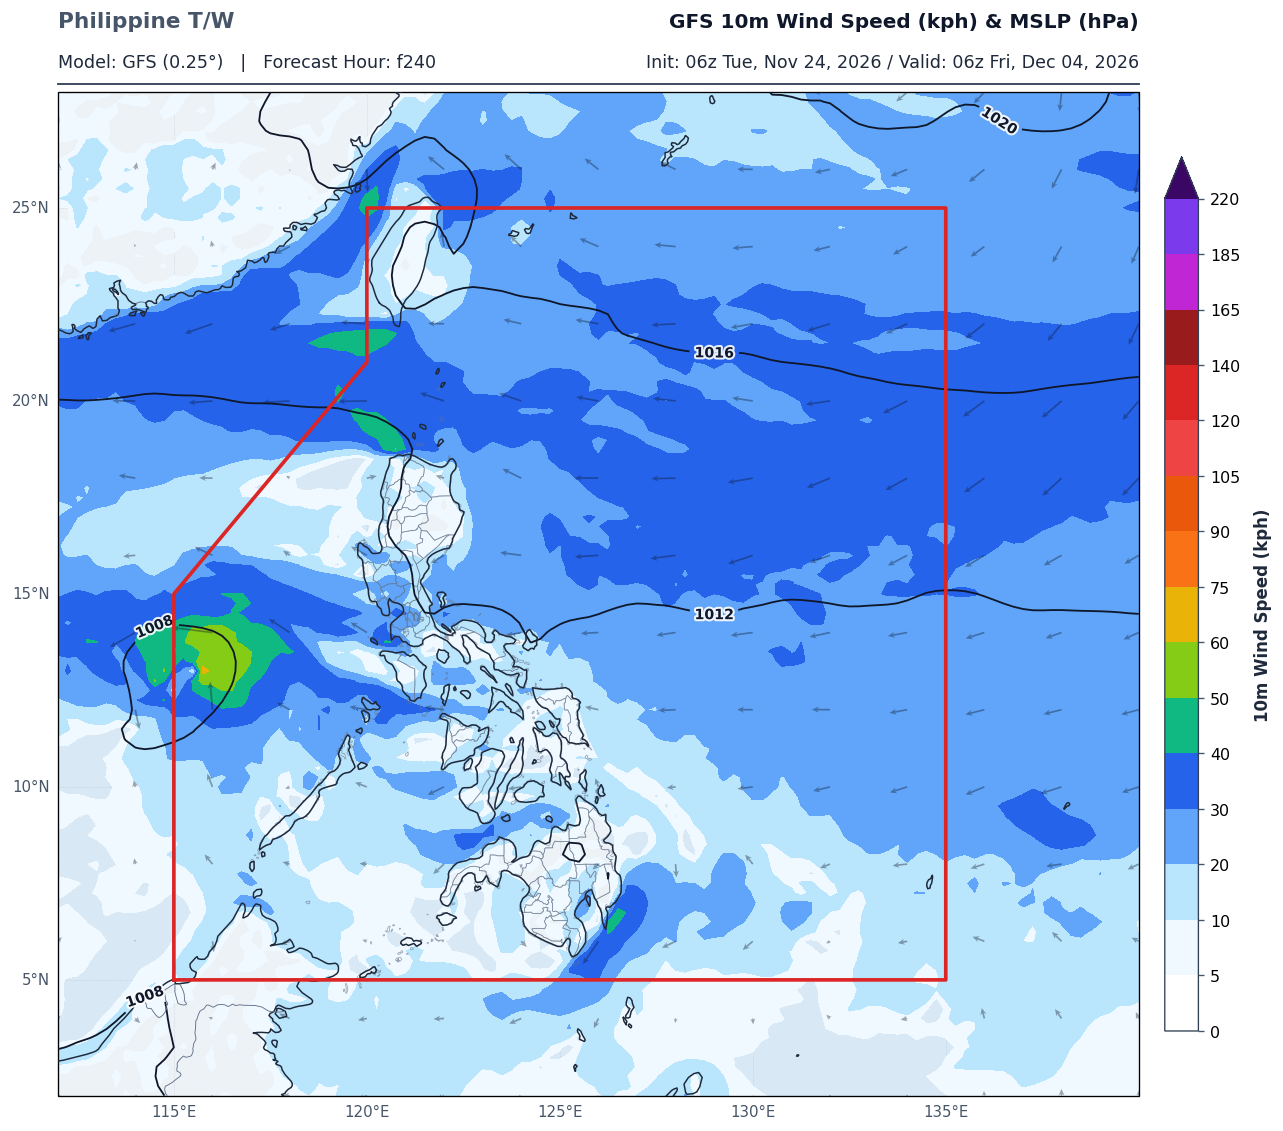 Philippine T/W
GFS 10m Wind Speed (kph) & MSLP (hPa)
Model: GFS (0.25°)   |   Forecast Hour: f240
Init: 06z Tue, Nov 24, 2026 / Valid: 06z Fri, Dec 04, 2026
1020
1016
1012
1008
1008
25°N
20°N
15°N
10°N
5°N
115°E
120°E
125°E
130°E
135°E
220
185
165
140
120
105
90
75
60
50
40
30
20
10
5
0
10m Wind Speed (kph)